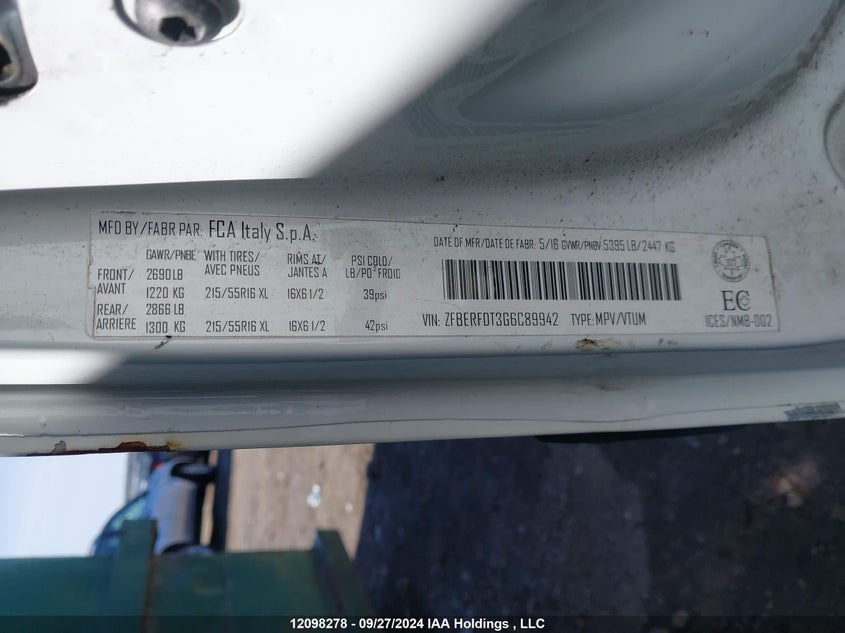 MFD BY/FABR PAR: FCA Italy S.p.A.
DATE OF MFR/DATE DE FABR: 5/16 GVWR/PNBV 5395 LB/2447 KG
GAWR/PNBE WITH TIRES/ RIMS AT/ PSI COLD/
AVEC PNEUS JANTES A LB/PO² FROID
FRONT/ 2690 LB
AVANT 1220 KG 215/55R16 XL 16X6 1/2 39psi
REAR/ 2866 LB
ARRIERE 1300 KG 215/55R16 XL 16X6 1/2 42psi
VIN: ZFBERFDT3G6C89942 TYPE: MPV/VTUM
EC
ICES/NMB-002
12098278 - 09/27/2024 IAA Holdings , LLC